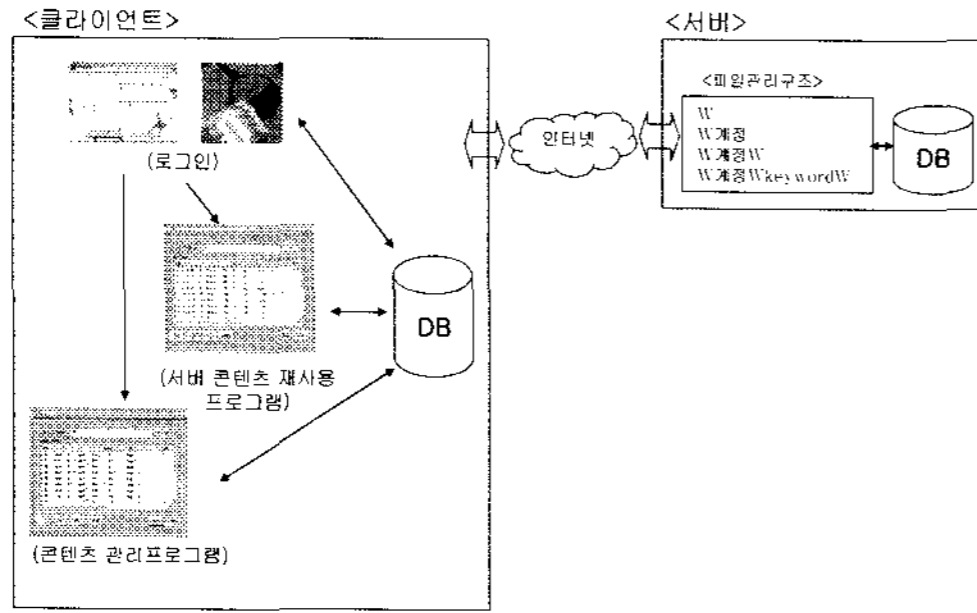 <클라이언트>
(로그인)
(서버 콘텐츠 재사용
프로그램)
(콘텐츠 관리프로그램)
DB
인터넷
<서버>
<파일관리구조>
W
W계정
W계정W
W계정WkeywordW
DB